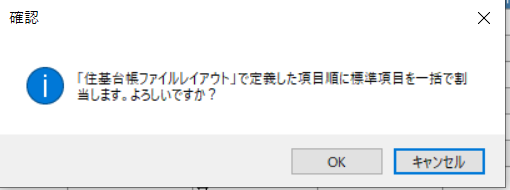 確認
「住基台帳ファイルレイアウト」で定義した項目順に標準項目を一括で割
当します。よろしいですか？
OK
キャンセル